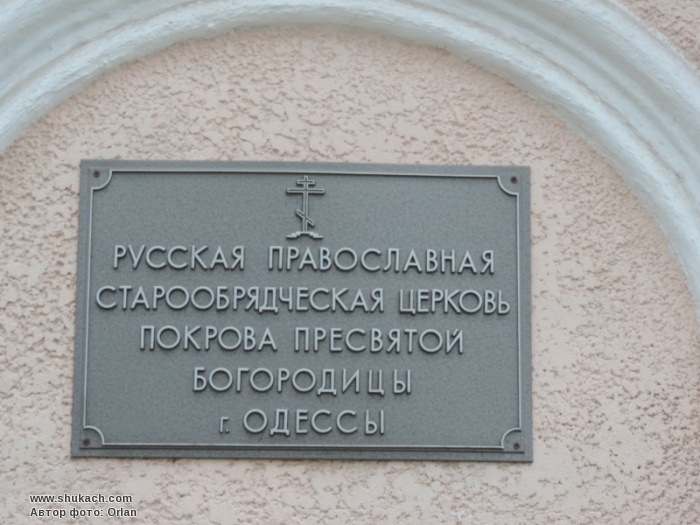 РУССКАЯ ПРАВОСЛАВНАЯ
СТАРООБРЯДЧЕСКАЯ ЦЕРКОВЬ
ПОКРОВА ПРЕСВЯТОЙ
БОГОРОДИЦЫ
г. ОДЕССЫ
www.shukach.com
Автор фото: Orlan